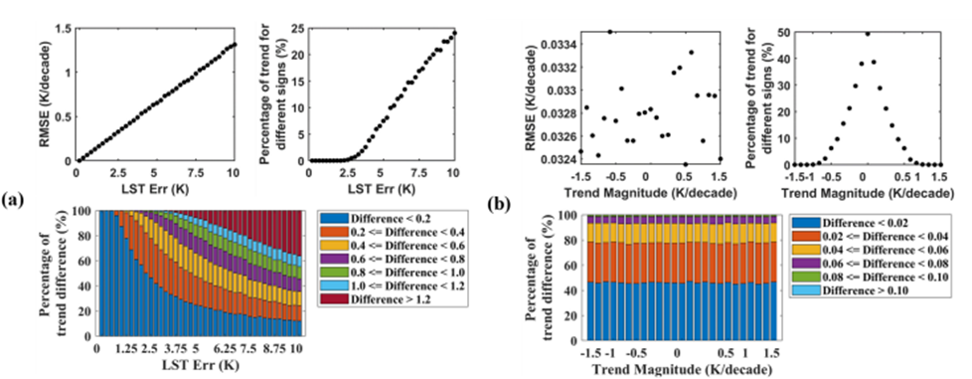 (a)
RMSE (K/decade)
1.5
1
0.5
0
0 2.5 5 7.5 10
LST Err (K)
Percentage of trend for
different signs (%)
25
20
15
10
5
0
0 2.5 5 7.5 10
LST Err (K)
Percentage of
trend difference (%)
100
80
60
40
20
0
0 1.25 2.5 3.75 5 6.25 7.5 8.75 10
LST Err (K)
Difference < 0.2
0.2 <= Difference < 0.4
0.4 <= Difference < 0.6
0.6 <= Difference < 0.8
0.8 <= Difference < 1.0
1.0 <= Difference < 1.2
Difference > 1.2
(b)
RMSE (K/decade)
0.0334
0.0332
0.033
0.0328
0.0326
0.0324
-1.5 -1 -0.5 0 0.5 1 1.5
Trend Magnitude (K/decade)
Percentage of trend for
different signs (%)
50
40
30
20
10
0
-1.5 -1 -0.5 0 0.5 1 1.5
Trend Magnitude (K/decade)
Percentage of
trend difference (%)
100
80
60
40
20
0
-1.5 -1 -0.5 0 0.5 1 1.5
Trend Magnitude (K/decade)
Difference < 0.02
0.02 <= Difference < 0.04
0.04 <= Difference < 0.06
0.06 <= Difference < 0.08
0.08 <= Difference < 0.10
Difference > 0.10